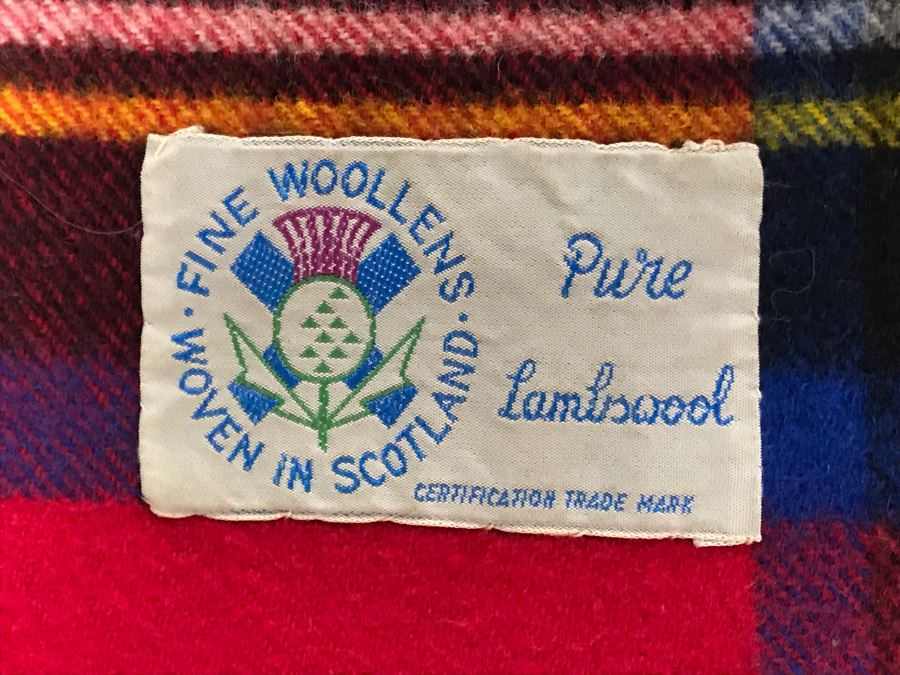 · FINE WOOLLENS ·
WOVEN IN SCOTLAND
Pure
Lambswool
CERTIFICATION TRADE MARK